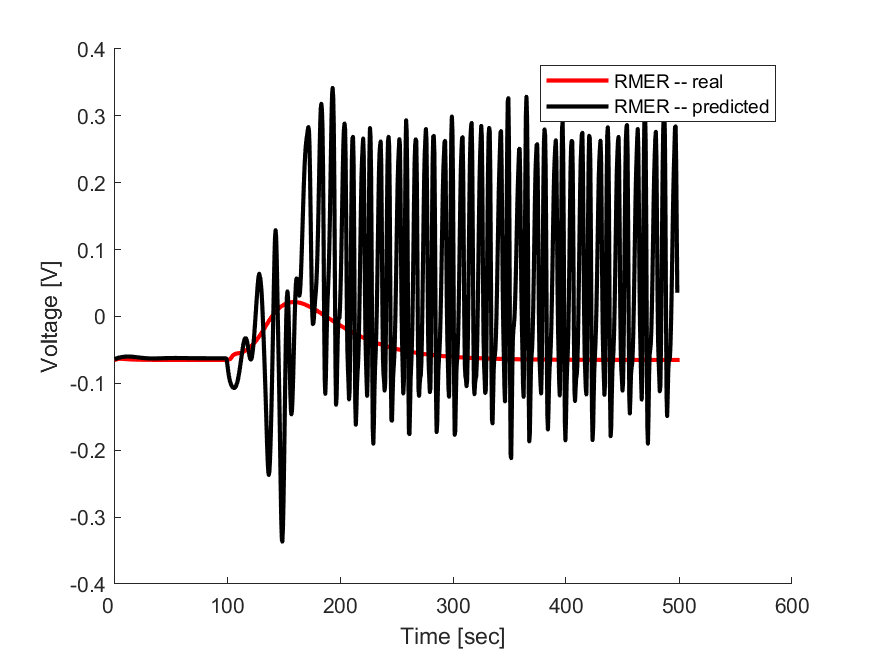 0.4
0.3
0.2
0.1
0
-0.1
-0.2
-0.3
-0.4
Voltage [V]
RMER -- real
RMER -- predicted
0 100 200 300 400 500 600
Time [sec]